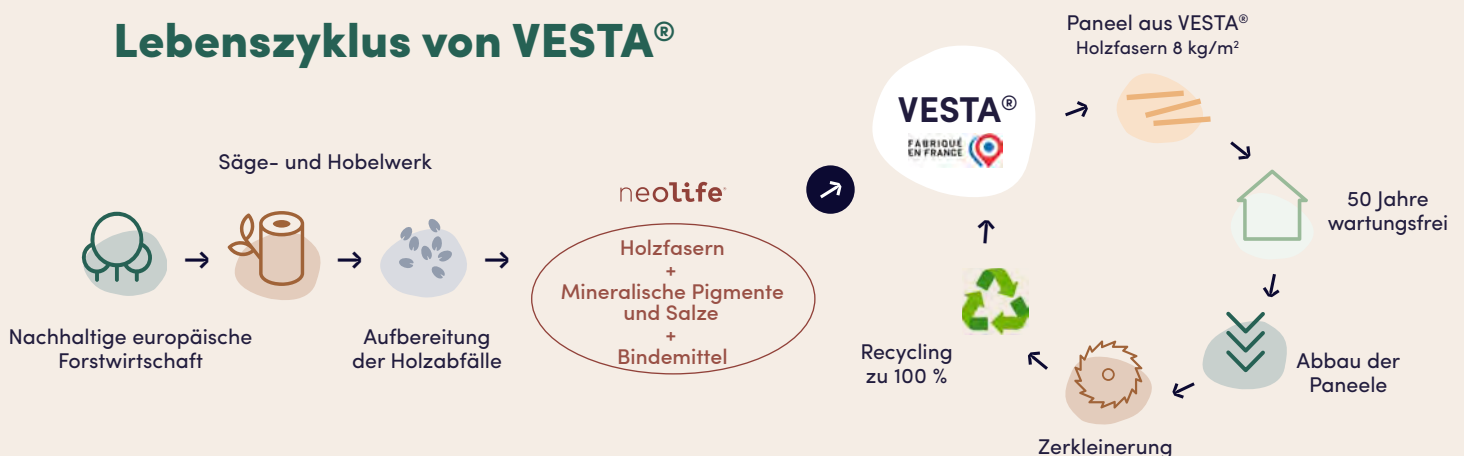 Lebenszyklus von VESTA®
Säge- und Hobelwerk
Nachhaltige europäische
Forstwirtschaft
Aufbereitung
der Holzabfälle
neolife
Holzfasern
+
Mineralische Pigmente
und Salze
+
Bindemittel
VESTA®
FABRIQUÉ
EN FRANCE
Paneel aus VESTA®
Holzfasern 8 kg/m²
50 Jahre
wartungsfrei
Abbau der
Paneele
Zerkleinerung
Recycling
zu 100 %